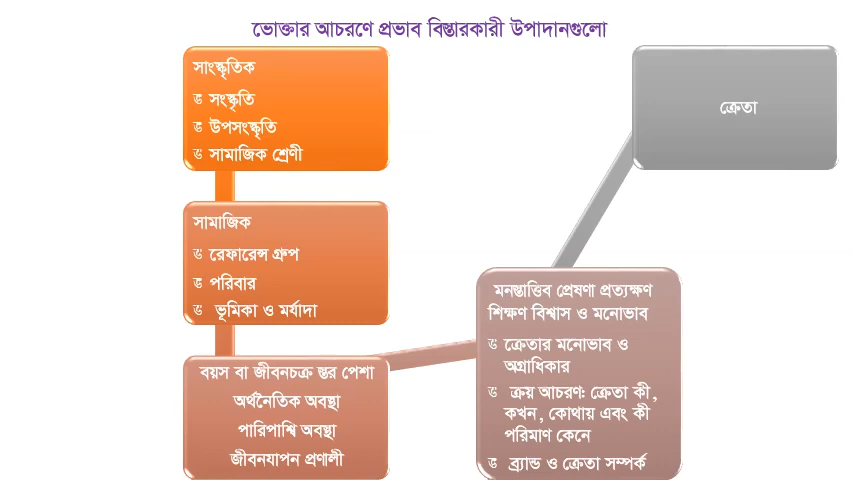 ভোক্তার আচরণে প্রভাব বিস্তারকারী উপাদানগুলো
সাংস্কৃতিক
সংস্কৃতি
উপসংস্কৃতি
সামাজিক শ্রেণী
সামাজিক
রেফারেন্স গ্রুপ
পরিবার
ভূমিকা ও মর্যাদা
বয়স বা জীবনচক্র স্তর পেশা
অর্থনৈতিক অবস্থা
পারিপাশ্বি অবস্থা
জীবনযাপন প্রণালী
মনস্তাত্তিব প্রেষণা প্রত্যক্ষণ
শিক্ষণ বিশ্বাস ও মনোভাব
ক্রেতার মনোভাব ও
অগ্রাধিকার
ক্রয় আচরণ: ক্রেতা কী,
কখন, কোথায় এবং কী
পরিমাণ কেনে
ব্র্যান্ড ও ক্রেতা সম্পর্ক
ক্রেতা